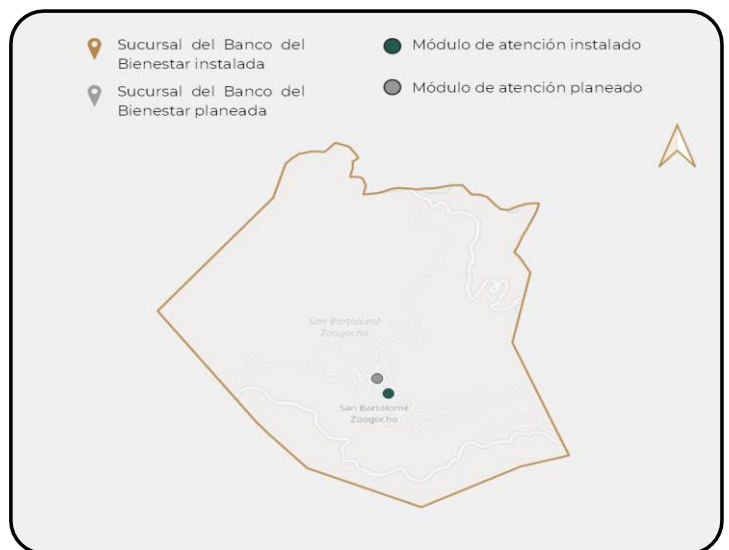 Sucursal del Banco del
Bienestar instalada
Sucursal del Banco del
Bienestar planeada
Módulo de atención instalado
Módulo de atención planeado
San Bartolomé
Zoogocho
San Bartolomé
Zoogocho